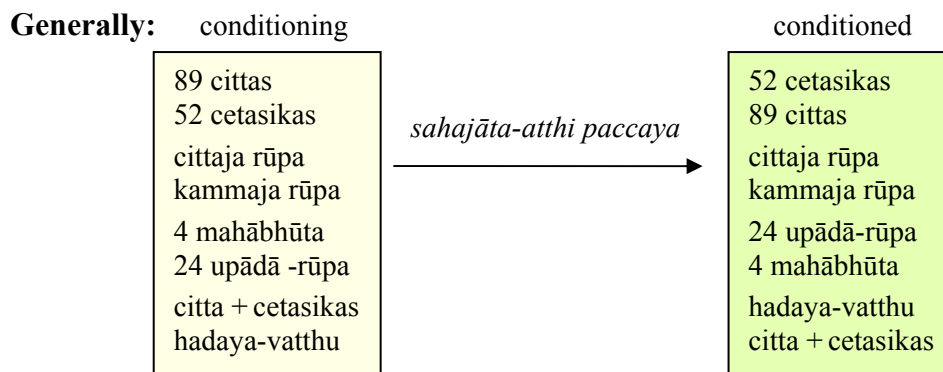 Generally: conditioning conditioned
89 cittas
52 cetasikas
cittaja rūpa
kammaja rūpa
4 mahābhūta
24 upādā -rūpa
citta + cetasikas
hadaya-vatthu
sahajāta-atthi paccaya
52 cetasikas
89 cittas
cittaja rūpa
kammaja rūpa
24 upādā-rūpa
4 mahābhūta
hadaya-vatthu
citta + cetasikas